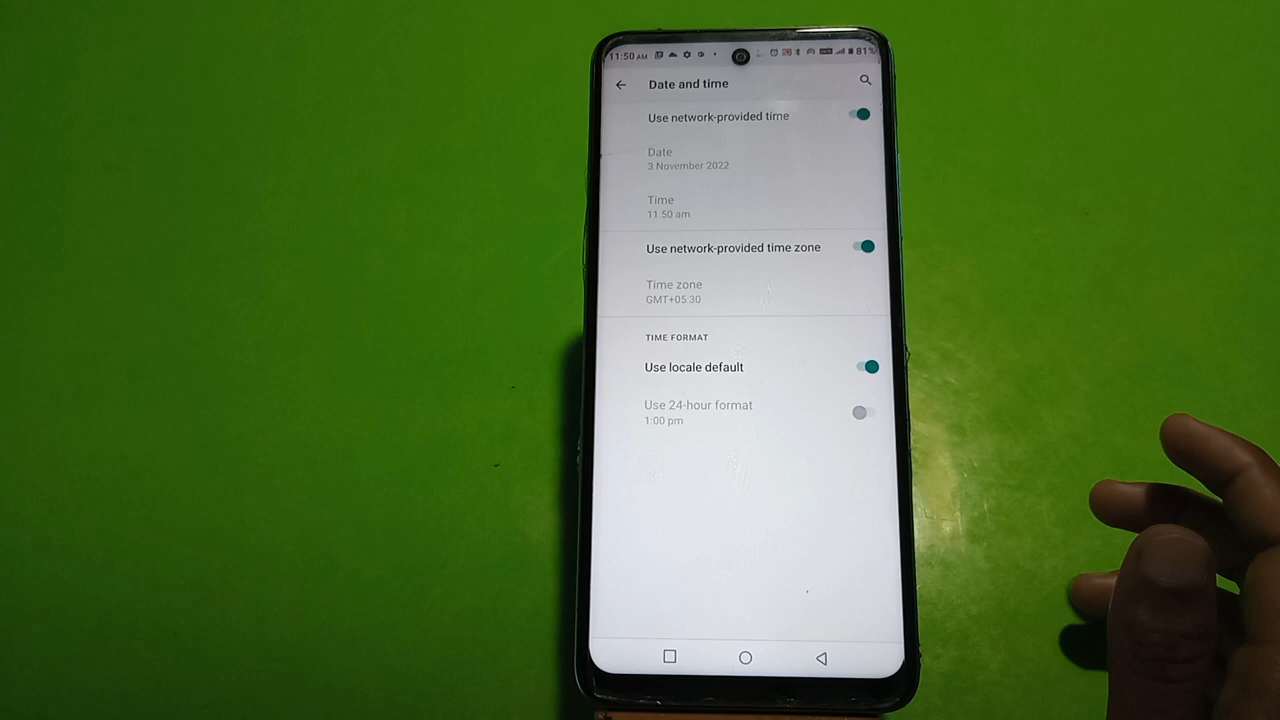 11:50 AM 81%
Date and time
Use network-provided time
Date
3 November 2022
Time
11:50 am
Use network-provided time zone
Time zone
GMT+05:30
TIME FORMAT
Use locale default
Use 24-hour format
1:00 pm